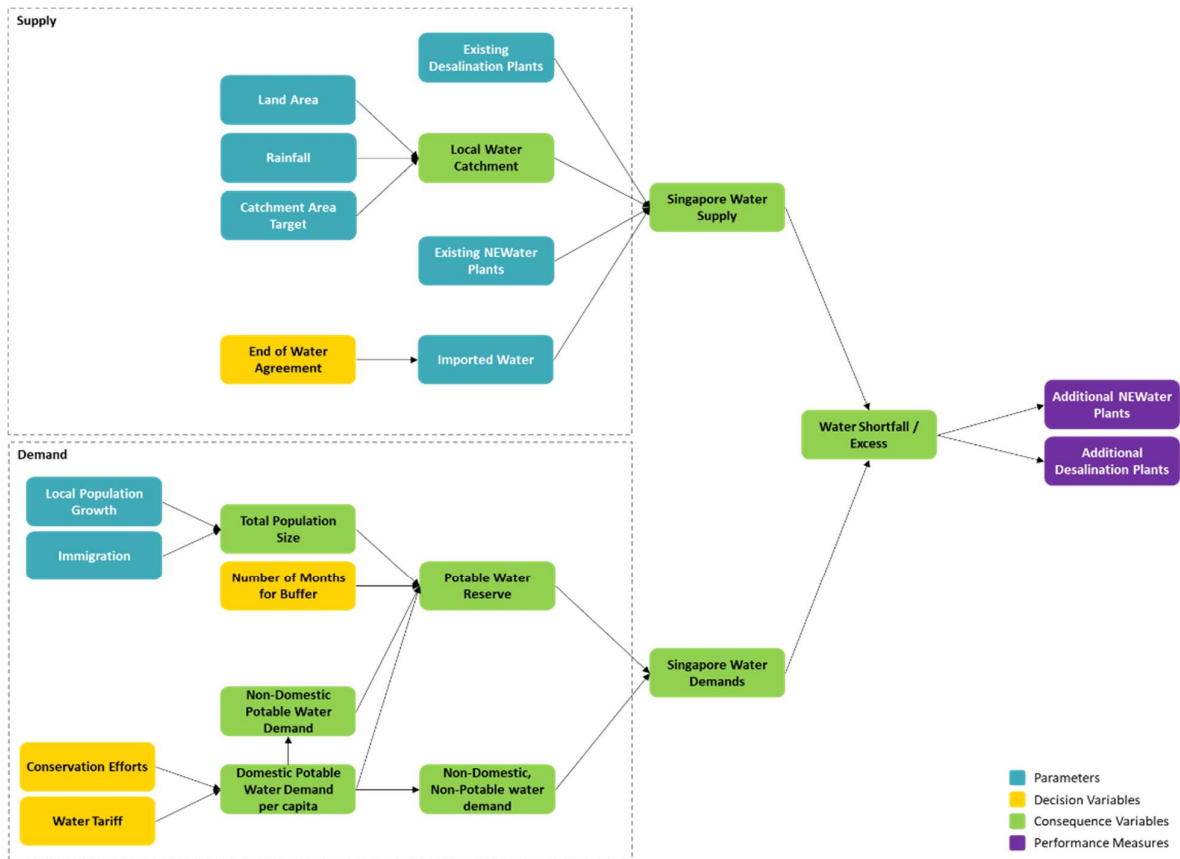 Supply
Existing
Desalination Plants
Land Area
Rainfall
Local Water
Catchment
Catchment Area
Target
Singapore Water
Supply
Existing NEWater
Plants
End of Water
Agreement
Imported Water
Water Shortfall /
Excess
Additional NEWater
Plants
Additional
Desalination Plants
Demand
Local Population
Growth
Immigration
Total Population
Size
Number of Months
for Buffer
Potable Water
Reserve
Singapore Water
Demands
Non-Domestic
Potable Water
Demand
Conservation Efforts
Water Tariff
Domestic Potable
Water Demand
per capita
Non-Domestic,
Non-Potable water
demand
Parameters
Decision Variables
Consequence Variables
Performance Measures